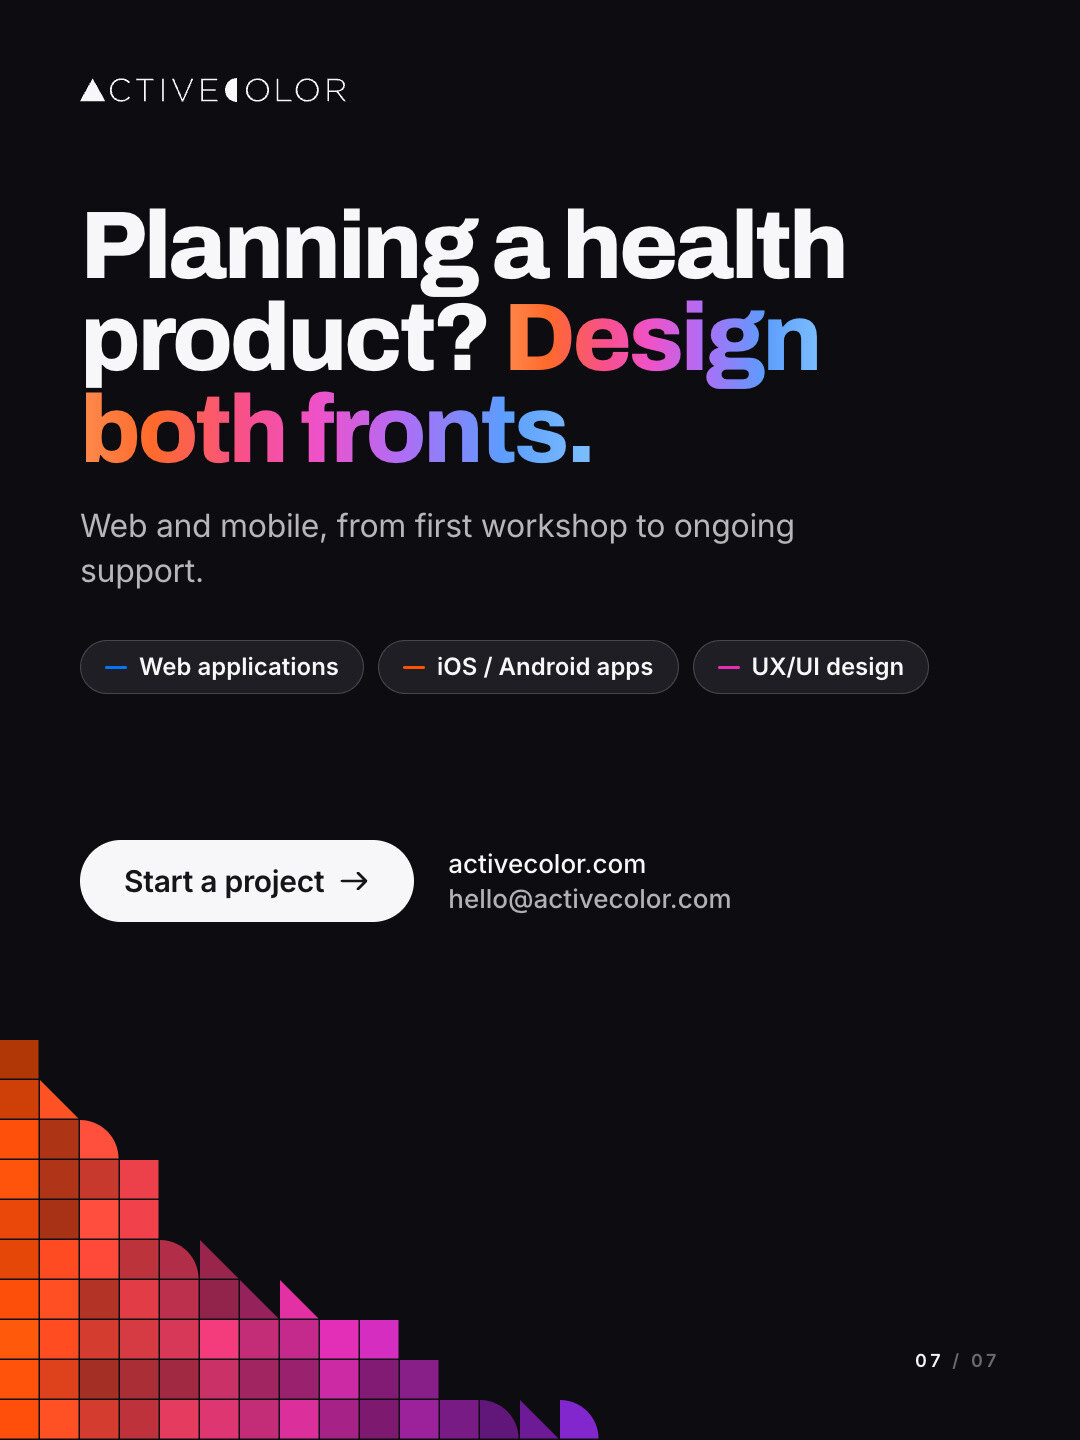 ACTIVECOLOR
Planning a health
product? Design
both fronts.
Web and mobile, from first workshop to ongoing
support.
Web applications
iOS / Android apps
UX/UI design
Start a project →
activecolor.com
hello@activecolor.com
07 / 07